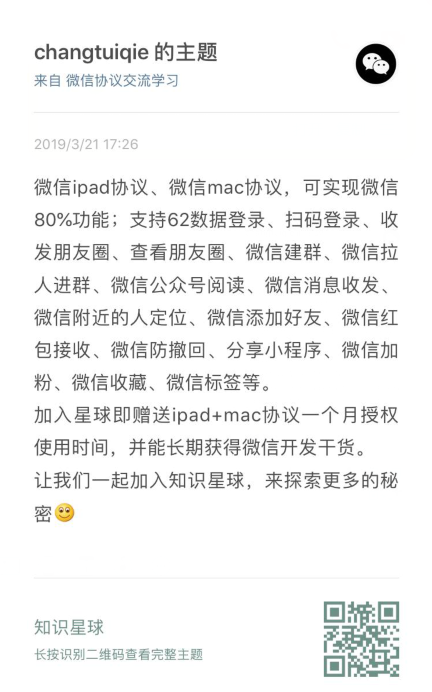 changtuiqie 的主题
来自 微信协议交流学习
2019/3/21 17:26
微信ipad协议、微信mac协议，可实现微信
80%功能；支持62数据登录、扫码登录、收
发朋友圈、查看朋友圈、微信建群、微信拉
人进群、微信公众号阅读、微信消息收发、
微信附近的人定位、微信添加好友、微信红
包接收、微信防撤回、分享小程序、微信加
粉、微信收藏、微信标签等。
加入星球即赠送ipad+mac协议一个月授权
使用时间，并能长期获得微信开发干货。
让我们一起加入知识星球，来探索更多的秘
密🙂
知识星球
长按识别二维码查看完整主题